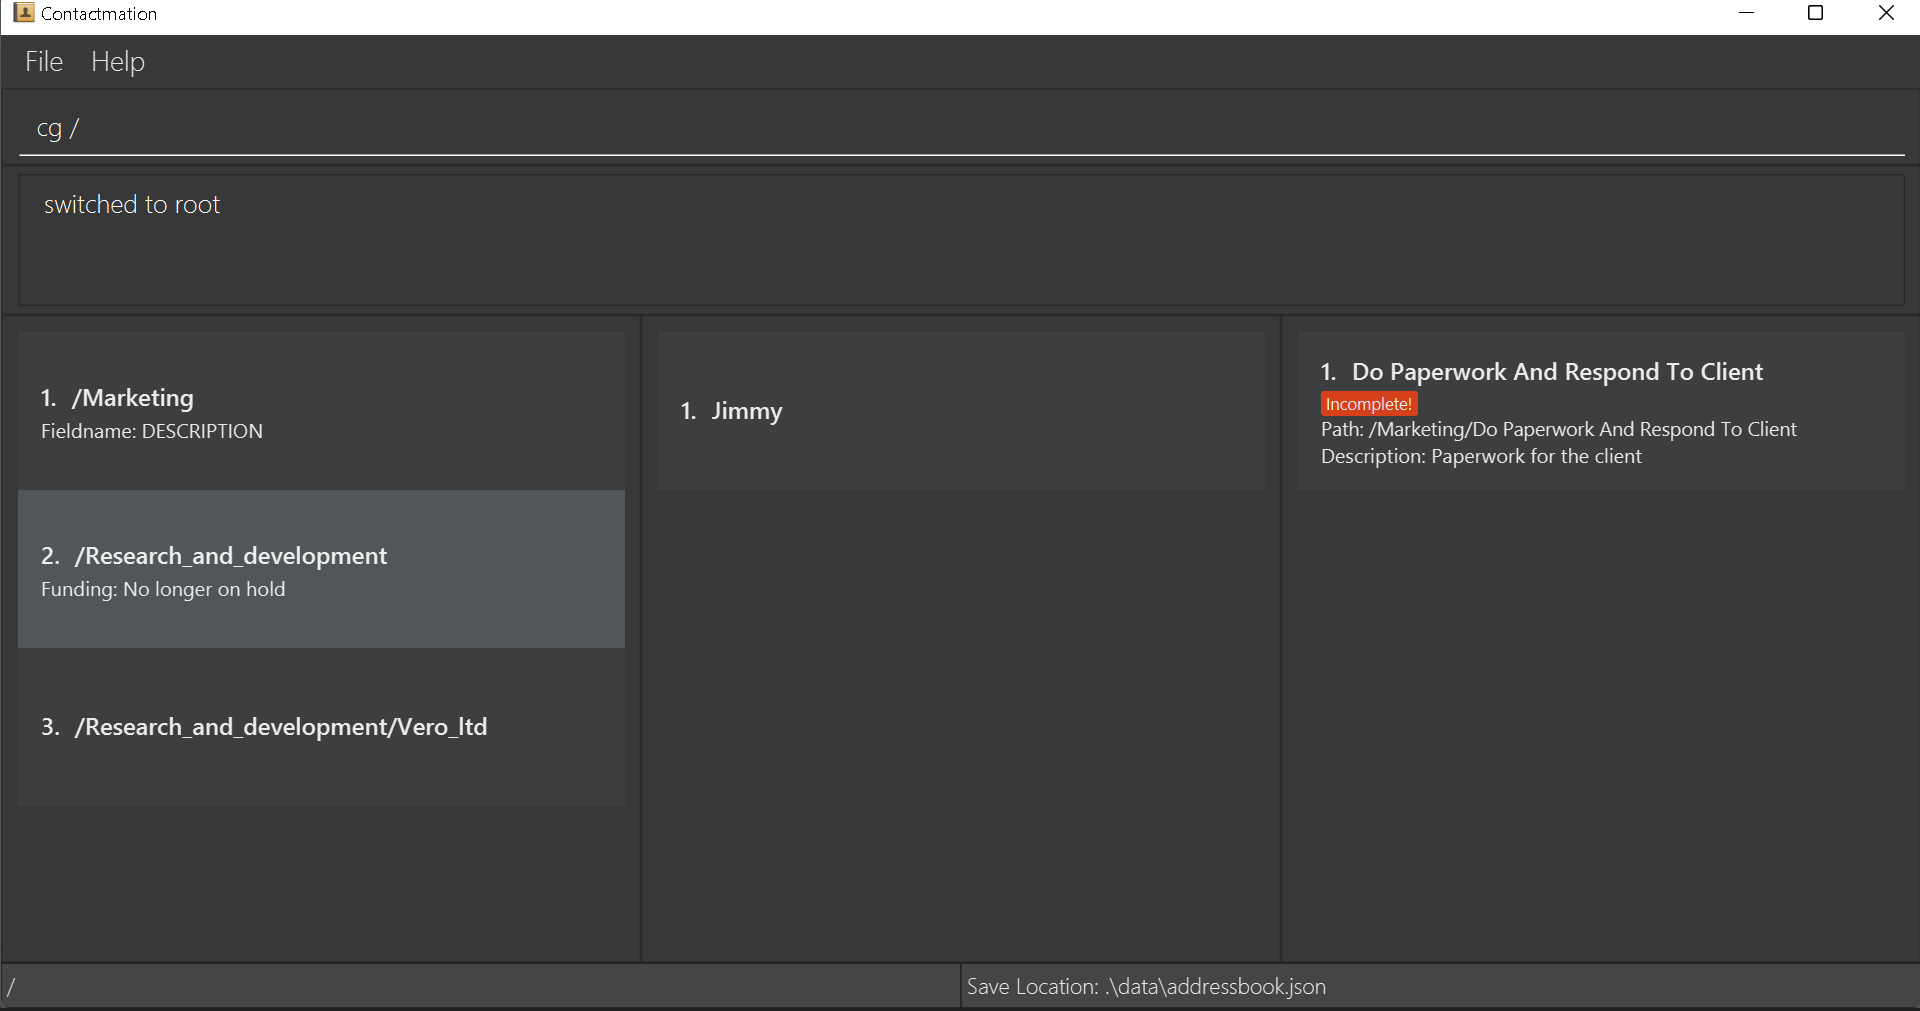 Contactmation
File Help
cg /
switched to root
1. /Marketing
Fieldname: DESCRIPTION
2. /Research_and_development
Funding: No longer on hold
3. /Research_and_development/Vero_ltd
1. Jimmy
1. Do Paperwork And Respond To Client
Incomplete!
Path: /Marketing/Do Paperwork And Respond To Client
Description: Paperwork for the client
/
Save Location: .\data\addressbook.json